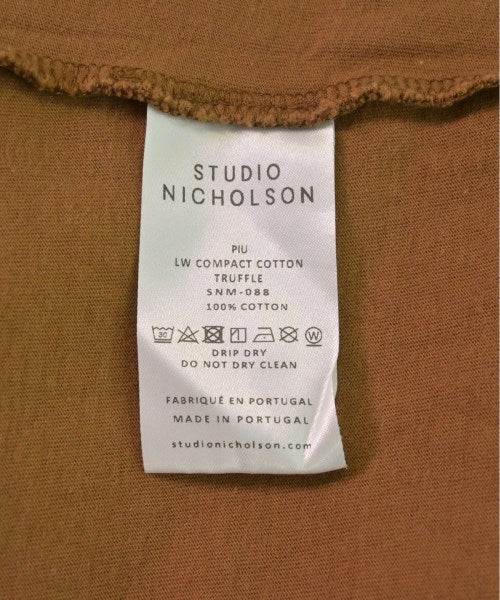 STUDIO
NICHOLSON
PIU
LW COMPACT COTTON
TRUFFLE
SNM-088
100% COTTON
30 W
DRIP DRY
DO NOT DRY CLEAN
FABRIQUÉ EN PORTUGAL
MADE IN PORTUGAL
studionicholson.com